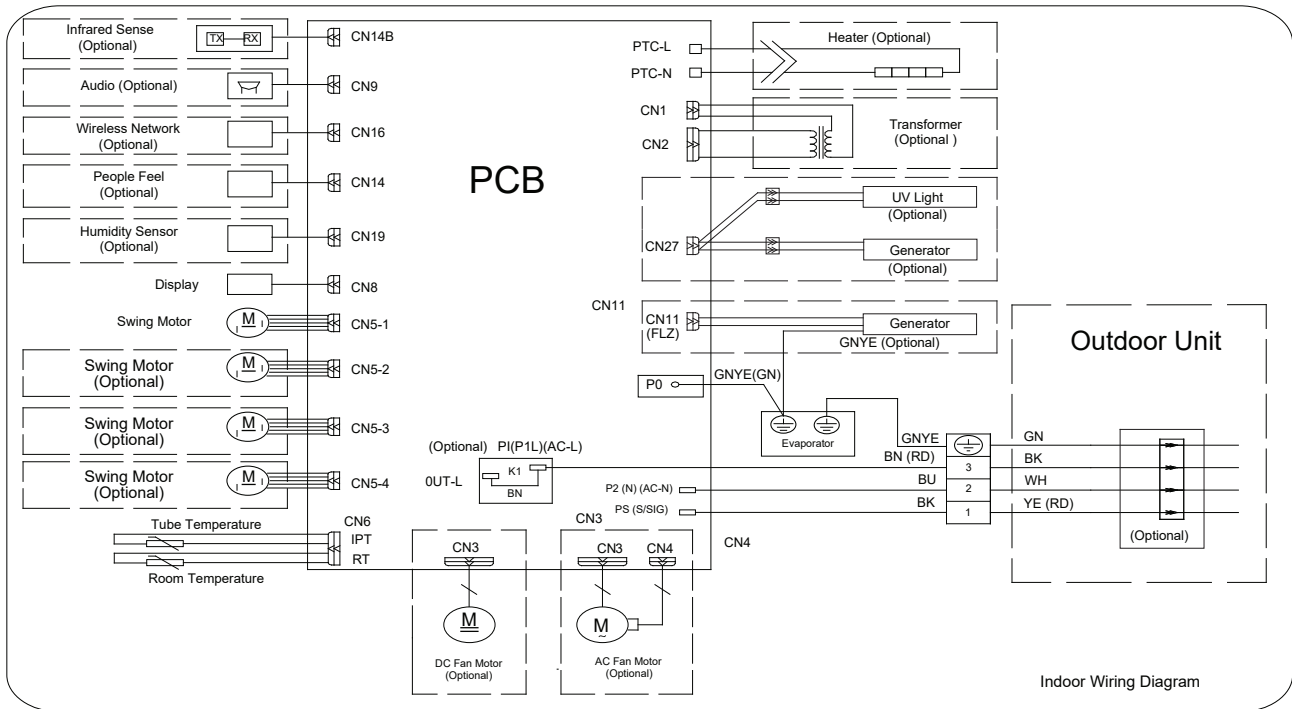 Infrared Sense
(Optional)
TX
RX
CN14B
Audio (Optional)
CN9
Wireless Network
(Optional)
CN16
People Feel
(Optional)
CN14
Humidity Sensor
(Optional)
CN19
Display
CN8
Swing Motor
M
CN5-1
Swing Motor
(Optional)
M
CN5-2
Swing Motor
(Optional)
M
CN5-3
Swing Motor
(Optional)
M
CN5-4
Tube Temperature
CN6
IPT
RT
Room Temperature
PCB
PTC-L
PTC-N
Heater (Optional)
CN1
CN2
Transformer
(Optional )
CN27
UV Light
(Optional)
Generator
(Optional)
CN11
CN11
(FLZ)
Generator
GNYE (Optional)
P0
GNYE(GN)
Evaporator
(Optional) PI(P1L)(AC-L)
0UT-L
K1
BN
P2 (N) (AC-N)
PS (S/SIG)
GNYE
BN (RD)
BU
BK
3
2
1
GN
BK
WH
YE (RD)
Outdoor Unit
(Optional)
CN3
CN4
CN3
M
DC Fan Motor
(Optional)
CN3
CN4
M
~
AC Fan Motor
(Optional)
Indoor Wiring Diagram